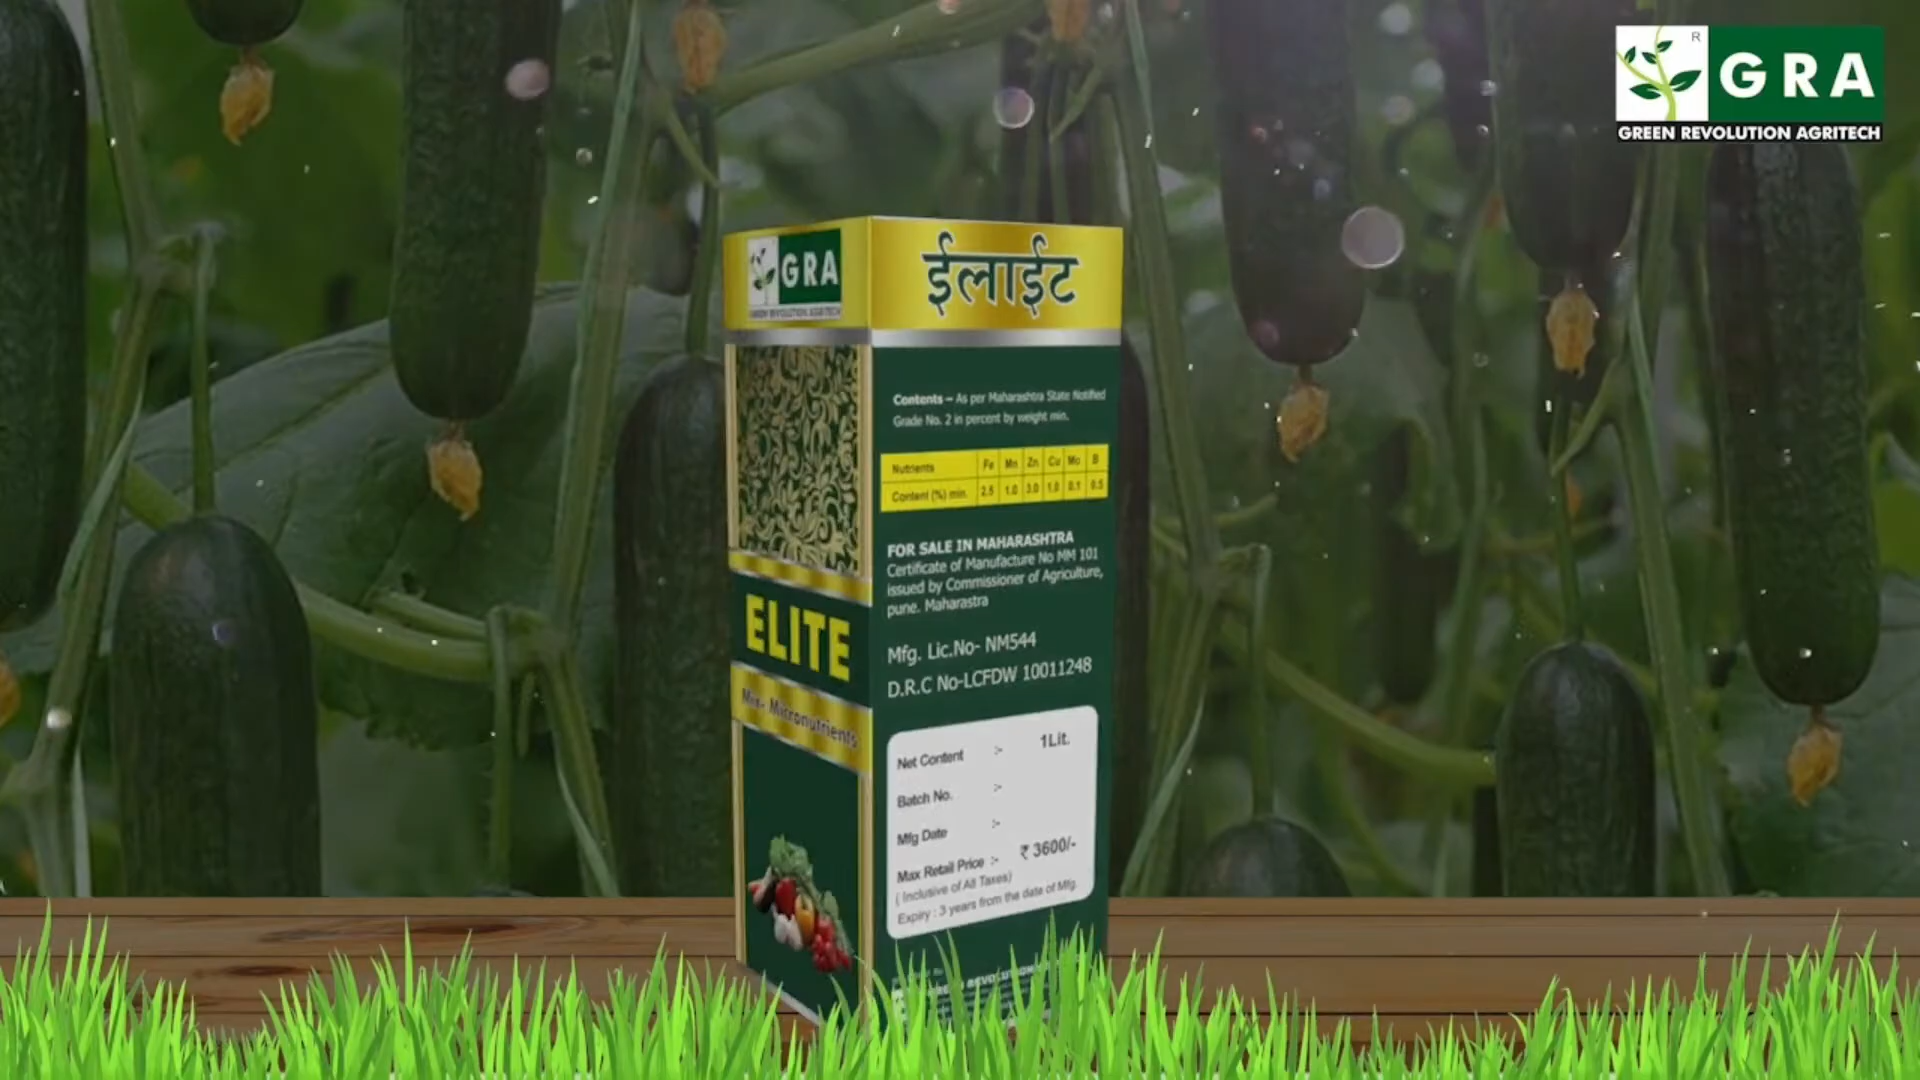 R
GRA
GREEN REVOLUTION AGRITECH
GRA
GREEN REVOLUTION AGRITECH
ईलाईट
Contents – As per Maharashtra State Notified
Grade No. 2 in percent by weight min.
Nutrients Fe Mn Zn Cu Mo B
Content (%) min. 2.5 1.0 3.0 1.0 0.1 0.5
FOR SALE IN MAHARASHTRA
Certificate of Manufacture No MM 101
issued by Commissioner of Agriculture,
pune. Maharastra
Mfg. Lic.No- NM544
D.R.C No-LCFDW 10011248
ELITE
Mix- Micronutrients
Net Content :- 1Lit.
Batch No. :-
Mfg Date :-
Max Retail Price :- ₹ 3600/-
( Inclusive of All Taxes)
Expiry : 3 years from the date of Mfg